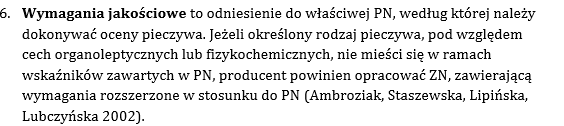 6. Wymagania jakościowe to odniesienie do właściwej PN, według której należy
dokonywać oceny pieczywa. Jeżeli określony rodzaj pieczywa, pod względem
cech organoleptycznych lub fizykochemicznych, nie mieści się w ramach
wskaźników zawartych w PN, producent powinien opracować ZN, zawierającą
wymagania rozszerzone w stosunku do PN (Ambroziak, Staszewska, Lipińska,
Lubczyńska 2002).